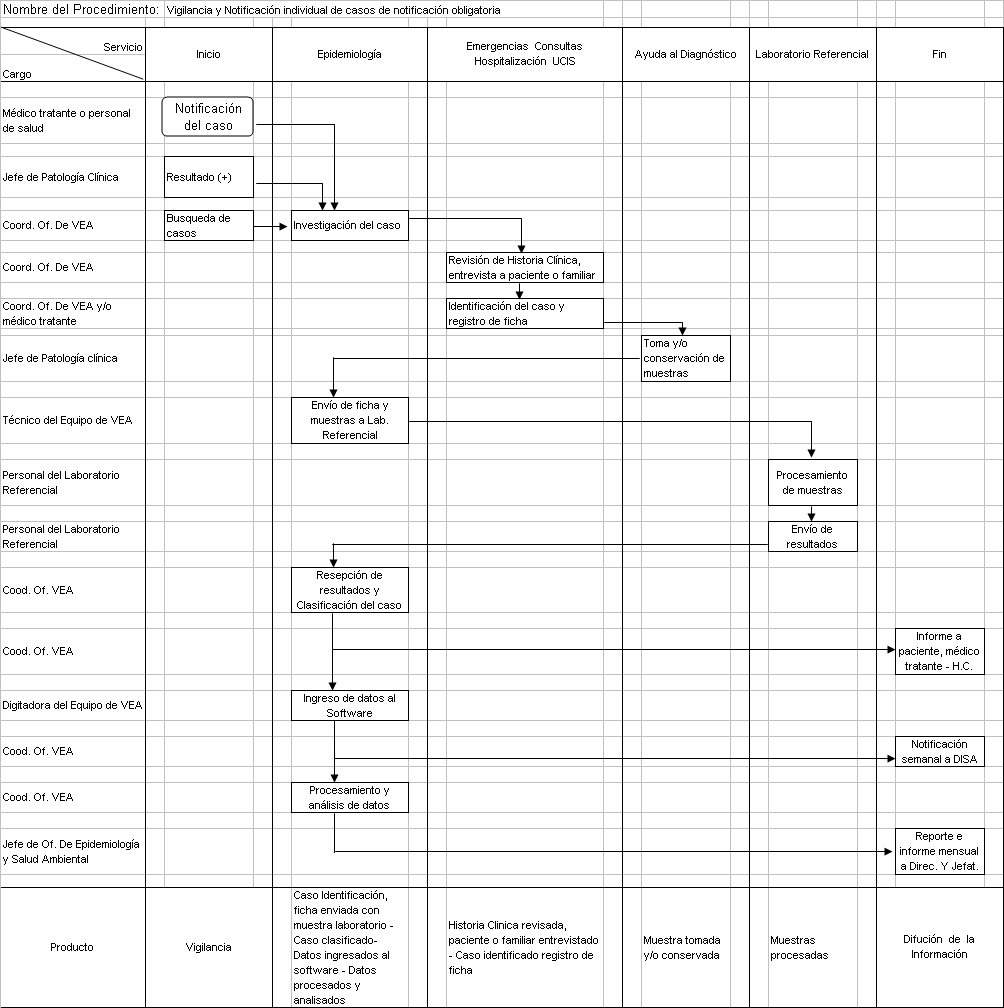 Nombre del Procedimiento: Vigilancia y Notificación individual de casos de notificación obligatoria
Servicio
Cargo
Inicio
Epidemiología
Emergencias Consultas
Hospitalización UCIS
Ayuda al Diagnóstico
Laboratorio Referencial
Fin
Médico tratante o personal
de salud
Notificación
del caso
Jefe de Patología Clínica
Resultado (+)
Coord. Of. De VEA
Busqueda de
casos
Investigación del caso
Coord. Of. De VEA
Revisión de Historia Clínica,
entrevista a paciente o familiar
Coord. Of. De VEA y/o
médico tratante
Identificación del caso y
registro de ficha
Jefe de Patología clínica
Toma y/o
conservación de
muestras
Técnico del Equipo de VEA
Envío de ficha y
muestras a Lab.
Referencial
Personal del Laboratorio
Referencial
Procesamiento
de muestras
Personal del Laboratorio
Referencial
Envío de
resultados
Cood. Of. VEA
Resepción de
resultados y
Clasificación del caso
Cood. Of. VEA
Informe a
paciente, médico
tratante - H.C.
Digitadora del Equipo de VEA
Ingreso de datos al
Software
Cood. Of. VEA
Notificación
semanal a DISA
Cood. Of. VEA
Procesamiento y
análisis de datos
Jefe de Of. De Epidemiología
y Salud Ambiental
Reporte e
informe mensual
a Direc. Y Jefat.
Producto
Vigilancia
Caso Identificación,
ficha enviada con
muestra laboratorio -
Caso clasificado-
Datos ingresados al
software - Datos
procesados y
analisados
Historia Clinica revisada,
paciente o familiar entrevistado
- Caso identificado registro de
ficha
Muestra tomada
y/o conservada
Muestras
procesadas
Difución de la
Información